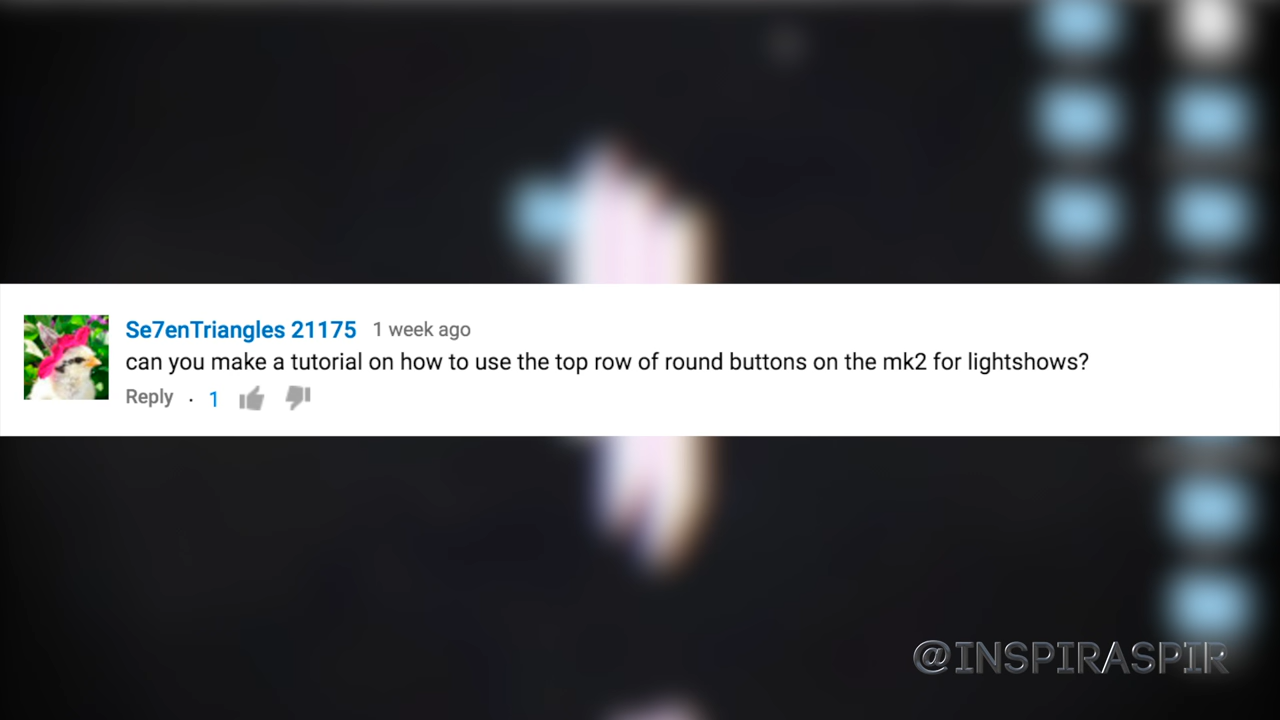 Se7enTriangles 21175 1 week ago
can you make a tutorial on how to use the top row of round buttons on the mk2 for lightshows?
Reply · 1
@INSPIRASPIR